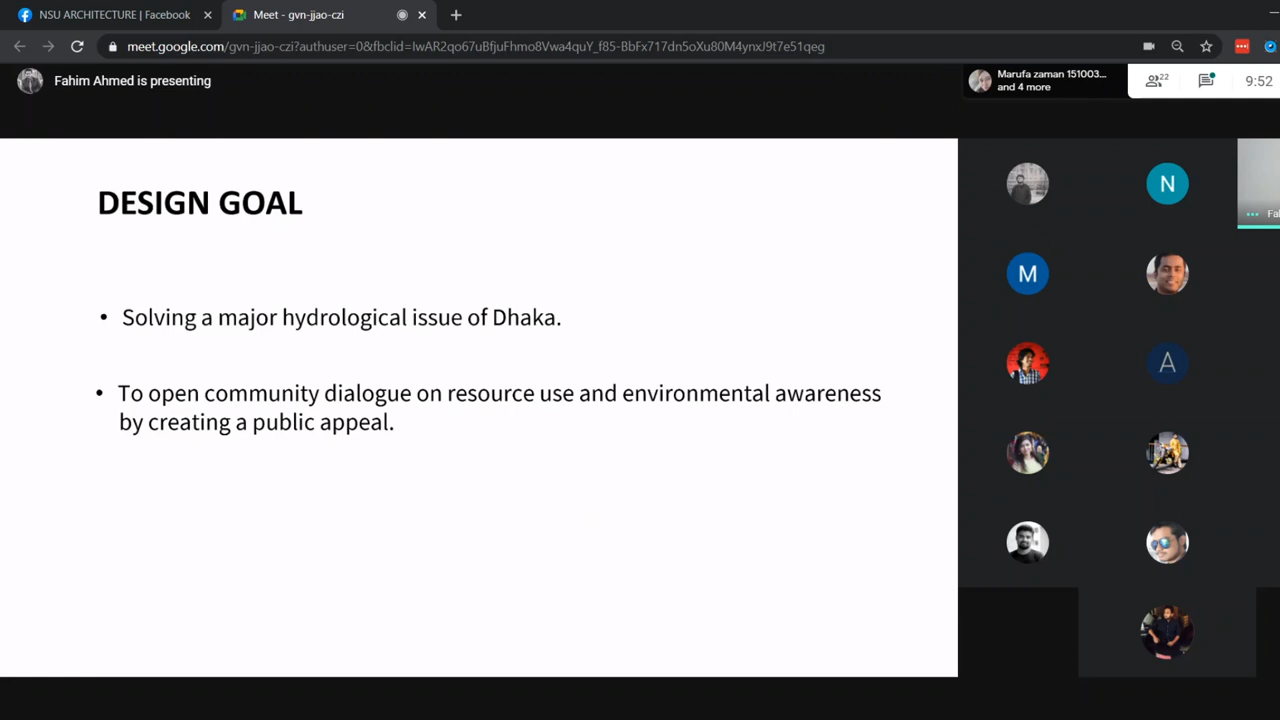 NSU ARCHITECTURE | Facebook
Meet - gvn-jjao-czi
meet.google.com/gvn-jjao-czi?authuser=0&fbclid=IwAR2qo67uBfjuFhmo8Vwa4quY_f85-BbFx717dn5oXu80M4ynxJ9t7e51qeg
Fahim Ahmed is presenting
Marufa zaman 151003...
and 4 more
22
9:52
DESIGN GOAL
N
Fa
M
• Solving a major hydrological issue of Dhaka.
A
• To open community dialogue on resource use and environmental awareness
by creating a public appeal.